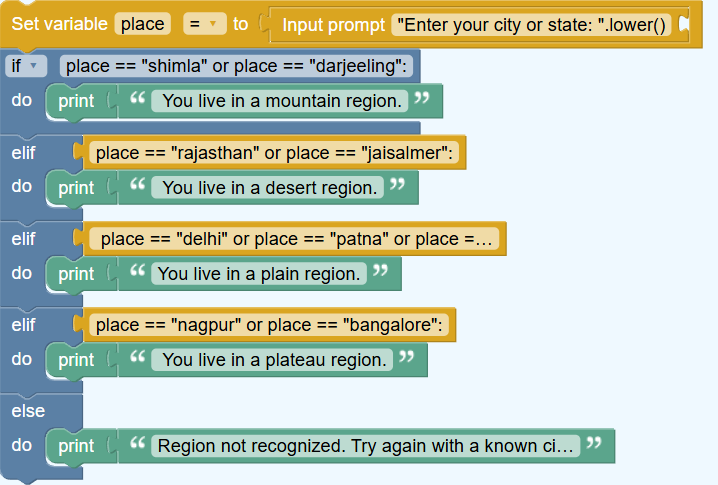 Set variable place = to Input prompt "Enter your city or state: ".lower()
if place == "shimla" or place == "darjeeling":
do print “ You live in a mountain region. ”
elif place == "rajasthan" or place == "jaisalmer":
do print “ You live in a desert region. ”
elif place == "delhi" or place == "patna" or place =...
do print “ You live in a plain region. ”
elif place == "nagpur" or place == "bangalore":
do print “ You live in a plateau region. ”
else
do print “ Region not recognized. Try again with a known ci... ”